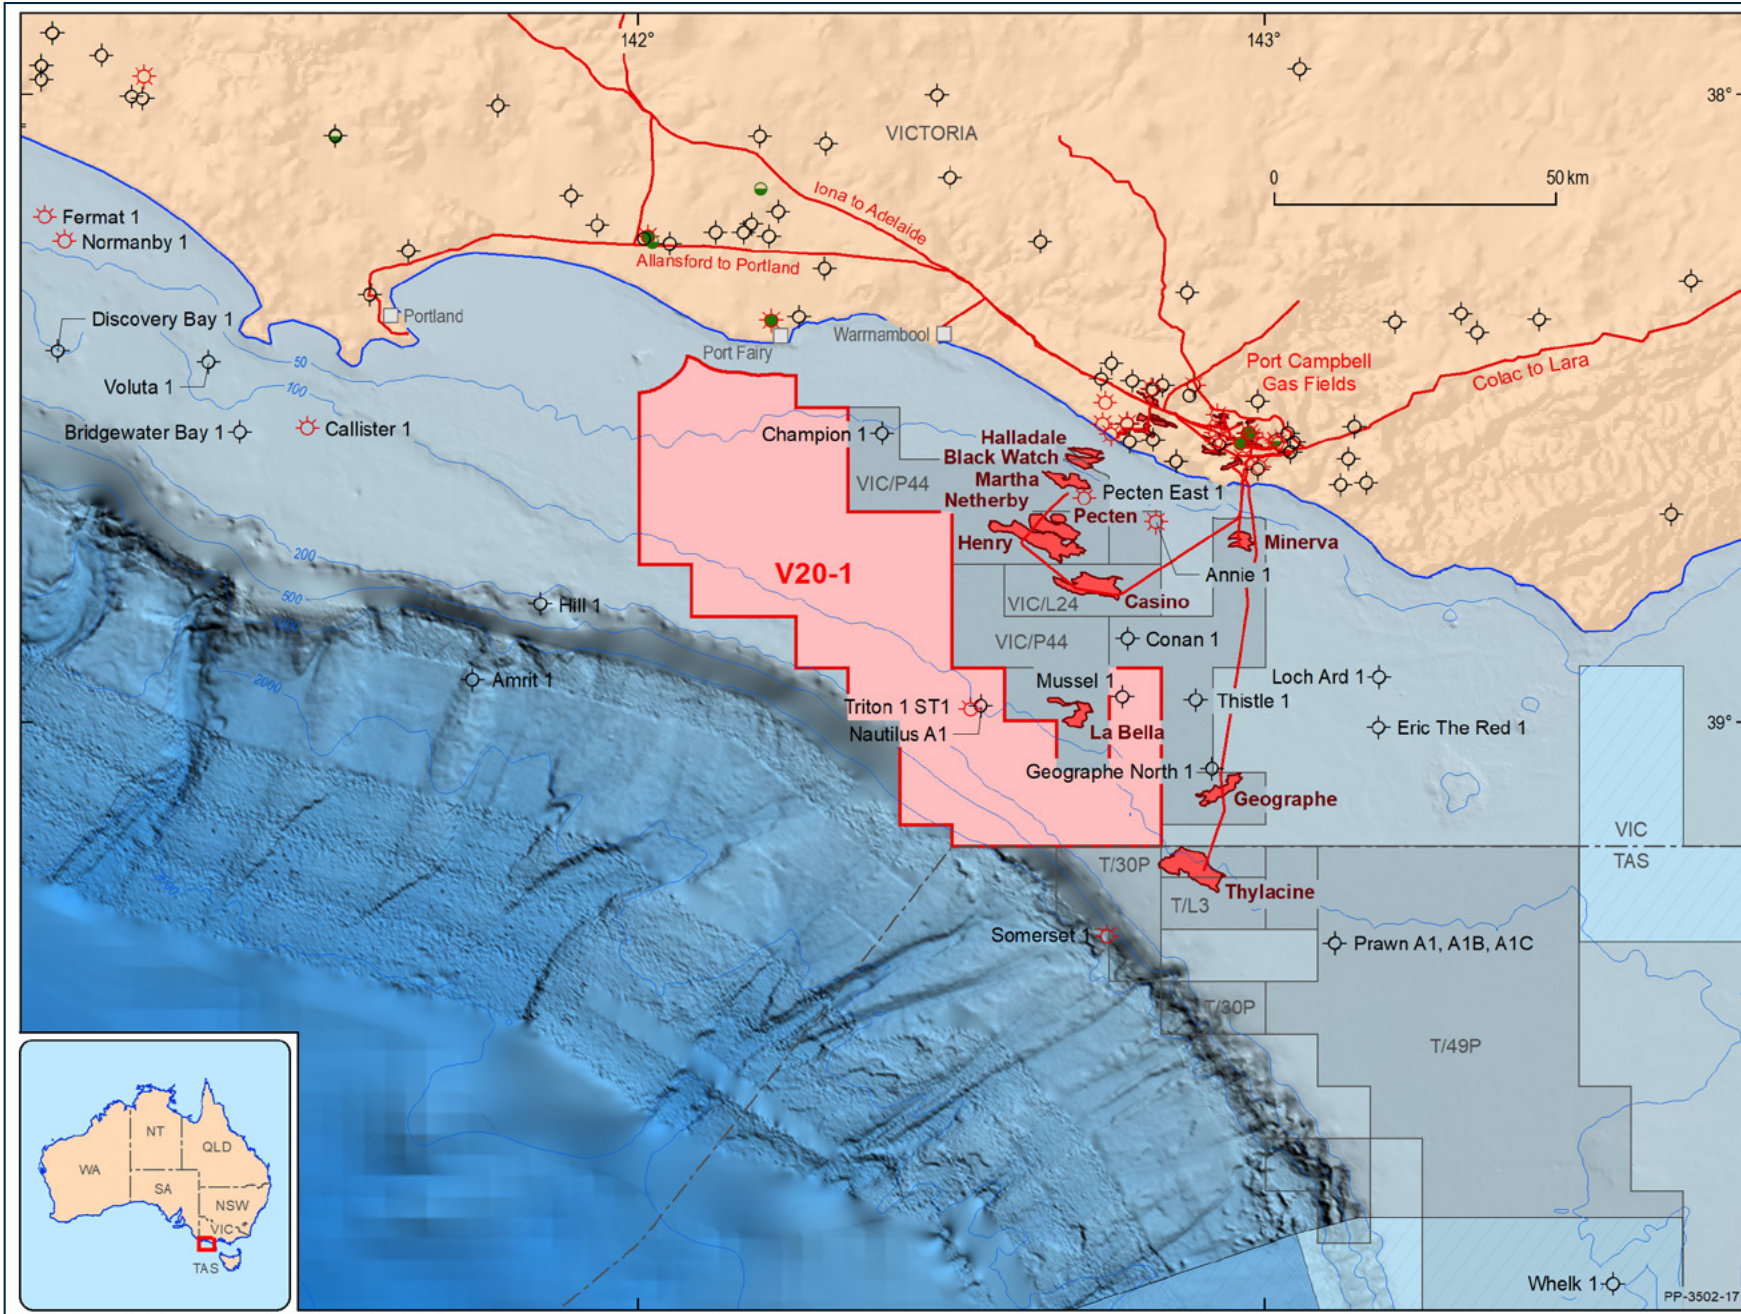 142°
143°
38°
VICTORIA
0
50 km
Iona to Adelaide
Fermat 1
Normanby 1
Allansford to Portland
Discovery Bay 1
Portland
Port Fairy
Warrnambool
Port Campbell
Gas Fields
Colac to Lara
50
100
Voluta 1
Bridgewater Bay 1
Callister 1
Champion 1
Halladale
Black Watch
Martha
Netherby
VIC/P44
Pecten East 1
Pecten
Henry
Minerva
200
V20-1
Annie 1
500
Hill 1
1000
VIC/L24
Casino
VIC/P44
Conan 1
2000
Amrit 1
Mussel 1
Loch Ard 1
Triton 1 ST1
Thistle 1
Nautilus A1
La Bella
Eric The Red 1
39°
Geographe North 1
Geographe
VIC
TAS
T/30P
Thylacine
T/L3
Somerset 1
Prawn A1, A1B, A1C
T/30P
T/49P
NT
QLD
WA
SA
NSW
VIC
TAS
Whelk 1
PP-3502-17